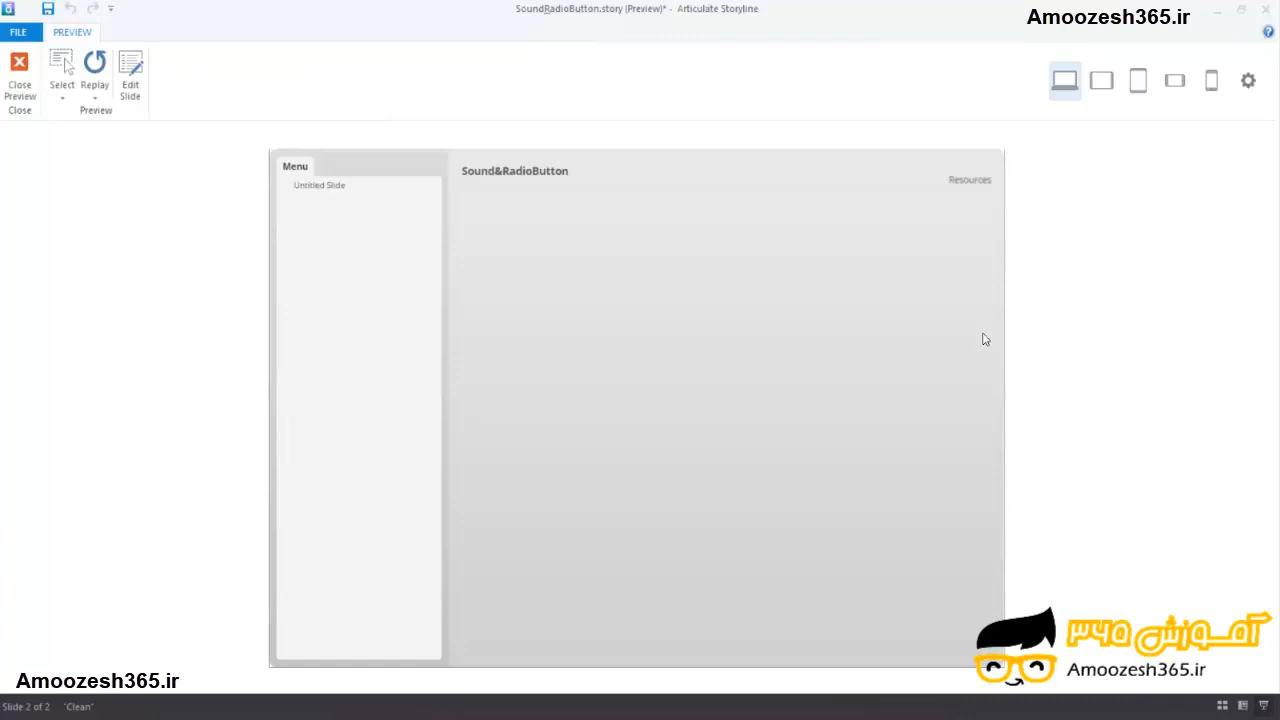 SoundRadioButton.story (Preview)* - Articulate Storyline
Amoozesh365.ir
FILE
PREVIEW
Close Preview
Select
Replay
Edit Slide
Close
Preview
Menu
Untitled Slide
Sound&RadioButton
Resources
آموزش ۳۶۵
Amoozesh365.ir
Amoozesh365.ir
Slide 2 of 2
'Clean'